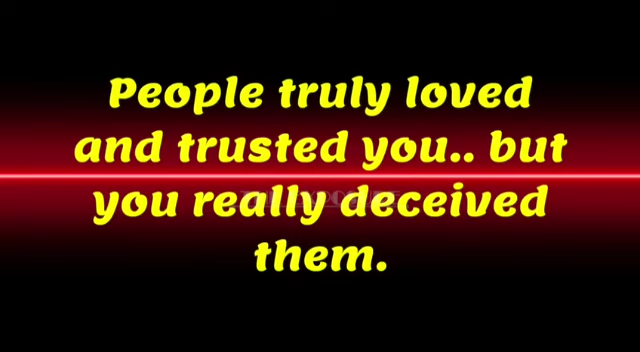 People truly loved
and trusted you.. but
you really deceived
them.